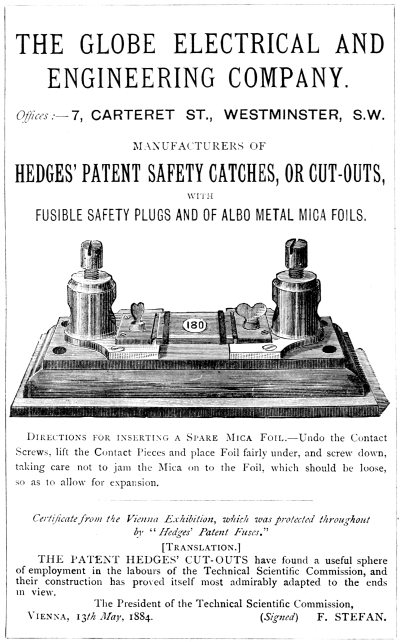 THE GLOBE ELECTRICAL AND
ENGINEERING COMPANY.
Offices:—7, CARTERET ST., WESTMINSTER, S.W.
MANUFACTURERS OF
HEDGES' PATENT SAFETY CATCHES, OR CUT-OUTS,
WITH
FUSIBLE SAFETY PLUGS AND OF ALBO METAL MICA FOILS.
180
DIRECTIONS FOR INSERTING A SPARE MICA FOIL.—Undo the Contact
Screws, lift the Contact Pieces and place Foil fairly under, and screw down,
taking care not to jam the Mica on to the Foil, which should be loose,
so as to allow for expansion.
Certificate from the Vienna Exhibition, which was protected throughout
by "Hedges' Patent Fuses."
[TRANSLATION.]
THE PATENT HEDGES' CUT-OUTS have found a useful sphere
of employment in the labours of the Technical Scientific Commission, and
their construction has proved itself most admirably adapted to the ends
in view.
The President of the Technical Scientific Commission,
VIENNA, 13th May, 1884. (Signed) F. STEFAN.